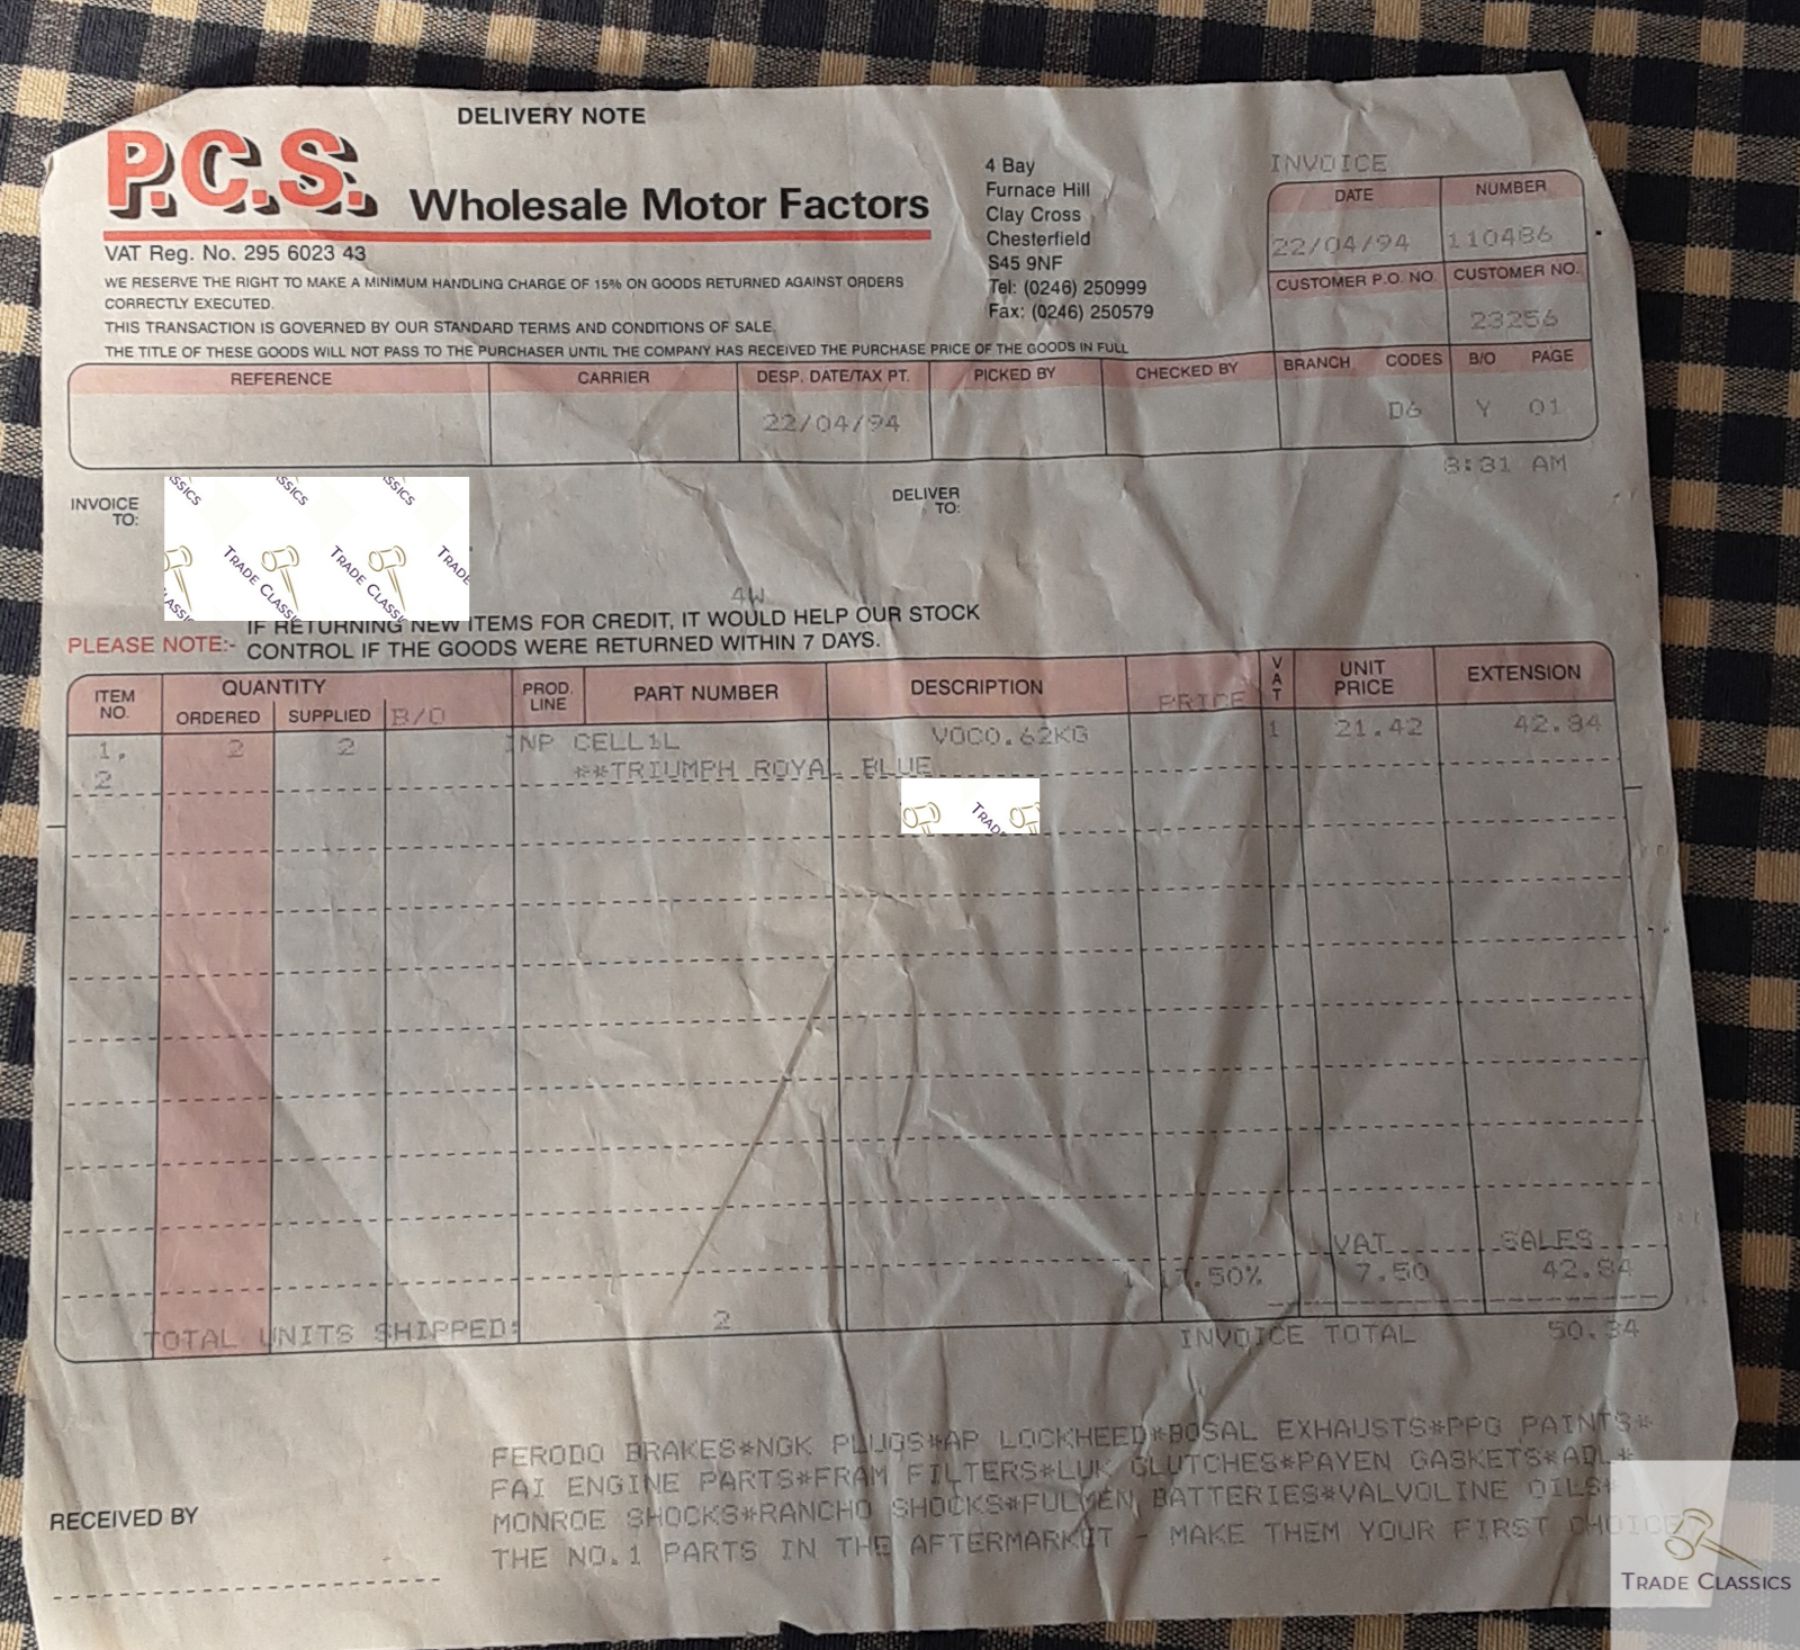 DELIVERY NOTE
P.C.S. Wholesale Motor Factors
VAT Reg. No. 295 6023 43
WE RESERVE THE RIGHT TO MAKE A MINIMUM HANDLING CHARGE OF 15% ON GOODS RETURNED AGAINST ORDERS
CORRECTLY EXECUTED.
THIS TRANSACTION IS GOVERNED BY OUR STANDARD TERMS AND CONDITIONS OF SALE.
THE TITLE OF THESE GOODS WILL NOT PASS TO THE PURCHASER UNTIL THE COMPANY HAS RECEIVED THE PURCHASE PRICE OF THE GOODS IN FULL
4 Bay
Furnace Hill
Clay Cross
Chesterfield
S45 9NF
Tel: (0246) 250999
Fax: (0246) 250579
INVOICE
DATE NUMBER
22/04/94 110486
CUSTOMER P.O. NO. CUSTOMER NO.
23256
REFERENCE CARRIER DESP. DATE/TAX PT. PICKED BY CHECKED BY BRANCH CODES B/O PAGE
22/04/94 D6 Y 01
8:31 AM
INVOICE TO:
DELIVER TO:
TRADE CLASSICS
4W
PLEASE NOTE:- IF RETURNING NEW ITEMS FOR CREDIT, IT WOULD HELP OUR STOCK
CONTROL IF THE GOODS WERE RETURNED WITHIN 7 DAYS.
ITEM NO. QUANTITY ORDERED SUPPLIED B/O PROD. LINE PART NUMBER DESCRIPTION PRICE VAT UNIT PRICE EXTENSION
1. 2 2 INP CELL1L VOCO.62KG 1 21.42 42.84
2 **TRIUMPH ROYAL BLUE
VAT SALES
1 17.50% 7.50 42.84
TOTAL UNITS SHIPPED: 2
INVOICE TOTAL 50.34
FERODO BRAKES*NGK PLUGS*AP LOCKHEED*BOSAL EXHAUSTS*PPG PAINTS*
FAI ENGINE PARTS*FRAM FILTERS*LUK CLUTCHES*PAYEN GASKETS*ADL*
MONROE SHOCKS*RANCHO SHOCKS*FULMEN BATTERIES*VALVOLINE OILS*
THE NO.1 PARTS IN THE AFTERMARKET - MAKE THEM YOUR FIRST CHOICE
RECEIVED BY
TRADE CLASSICS